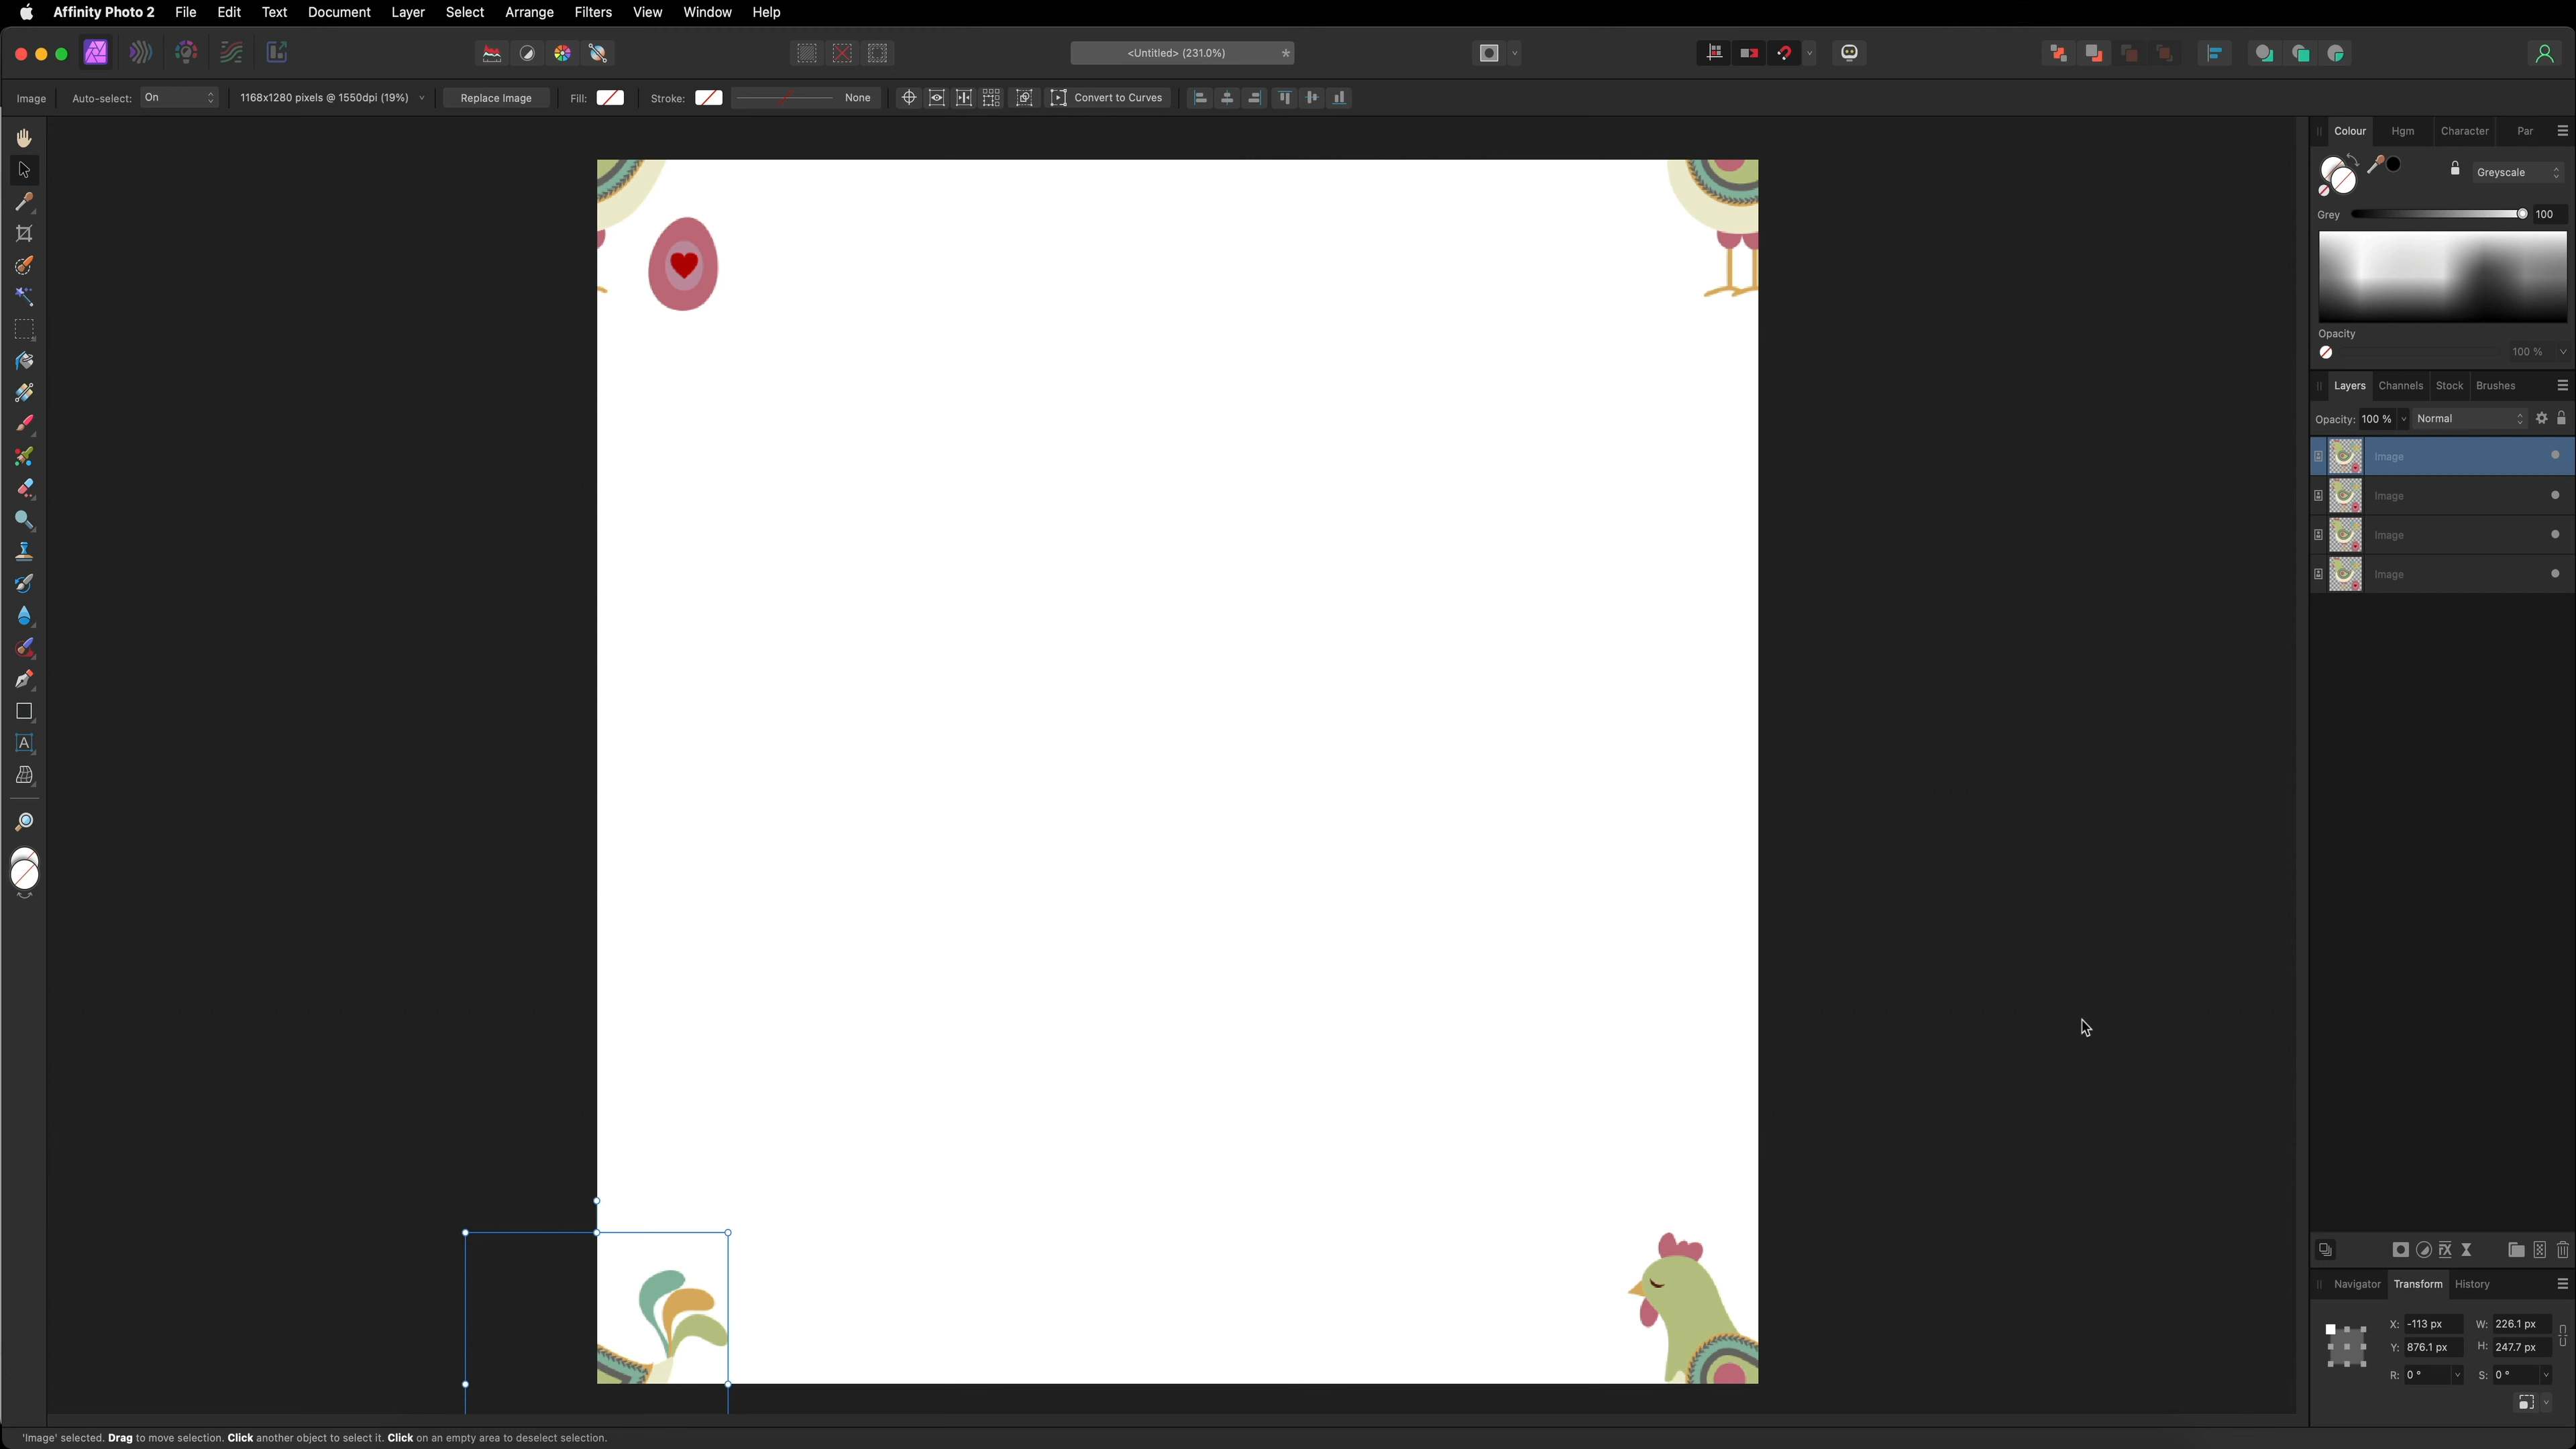 Affinity Photo 2 File Edit Text Document Layer Select Arrange Filters View Window Help
<Untitled> (231.0%) *
Image Auto-select: On 1168x1280 pixels @ 1550dpi (19%) Replace Image Fill: Stroke: None Convert to Curves
Colour Hgm Character Par
Greyscale
Grey 100
Opacity
100 %
Layers Channels Stock Brushes
Opacity: 100 % Normal
Image
Image
Image
Image
FX
A
Navigator Transform History
X: -113 px W: 226.1 px
Y: 876.1 px H: 247.7 px
R: 0 ° S: 0 °
'Image' selected. Drag to move selection. Click another object to select it. Click on an empty area to deselect selection.